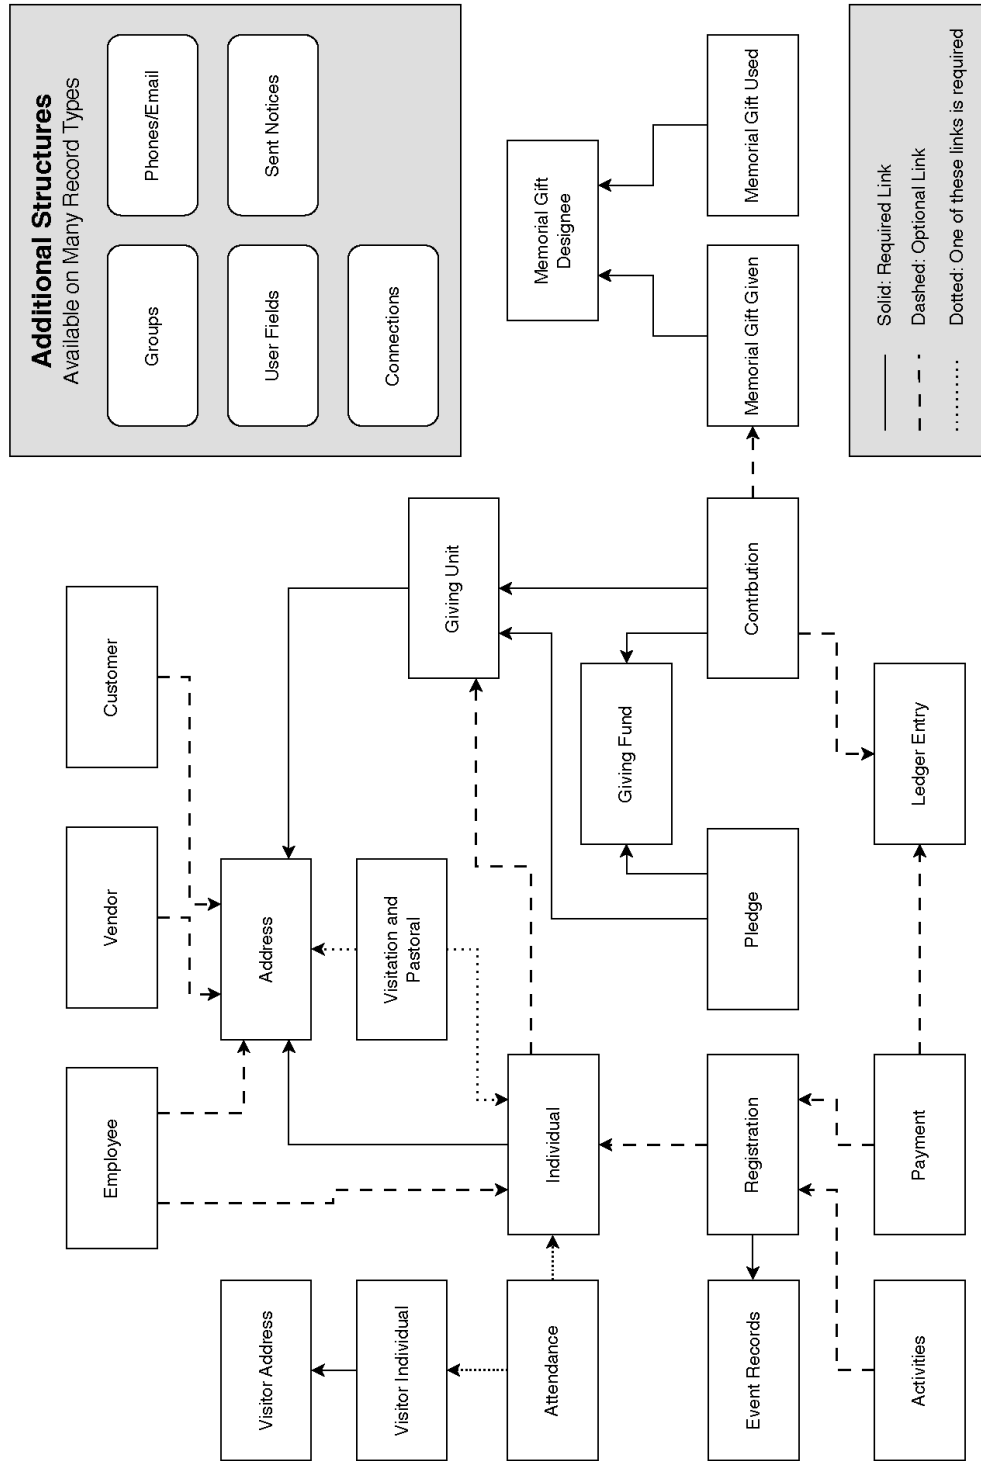 Additional Structures
Available on Many Record Types
Groups
Phones/Email
User Fields
Sent Notices
Connections
Employee
Vendor
Customer
Visitor Address
Address
Visitor Individual
Visitation and
Pastoral
Giving Unit
Attendance
Individual
Memorial Gift
Designee
Giving Fund
Event Records
Registration
Pledge
Contrbution
Memorial Gift Given
Memorial Gift Used
Activities
Payment
Ledger Entry
Solid: Required Link
Dashed: Optional Link
Dotted: One of these links is required